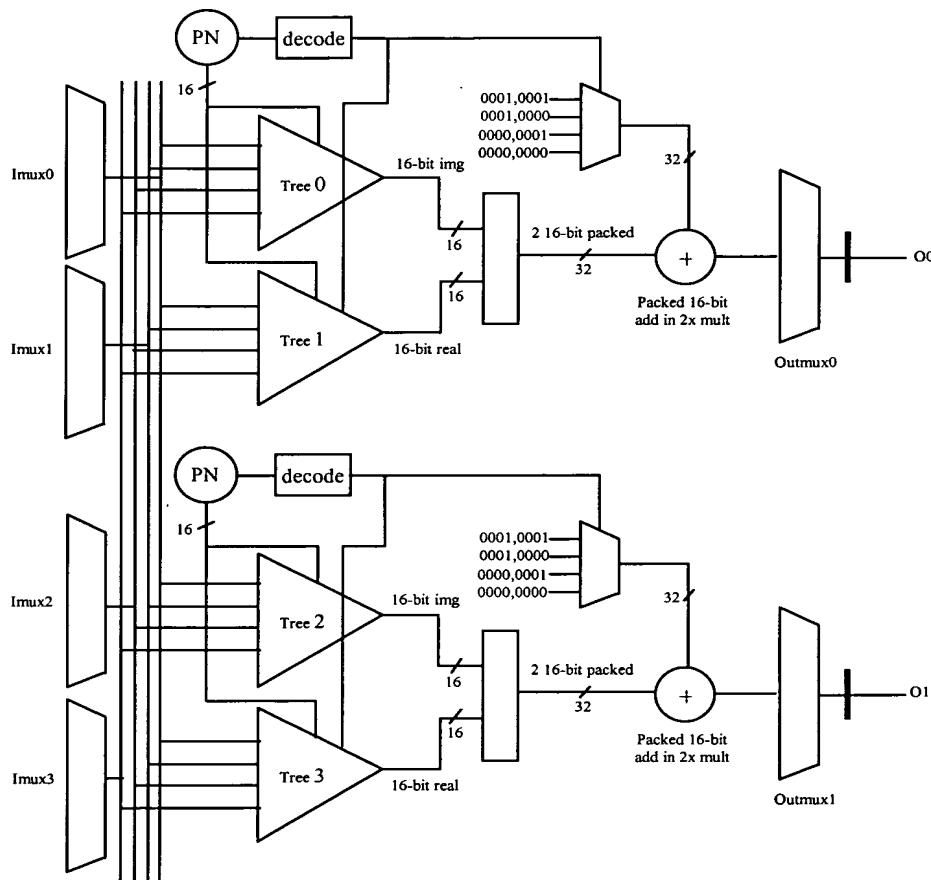 PN
decode
16
0001,0001
0001,0000
0000,0001
0000,0000
32
Imux0
Tree 0
16-bit img
16
2 16-bit packed
32
+
O0
16
Packed 16-bit
add in 2x mult
Imux1
Tree 1
16-bit real
Outmux0
PN
decode
16
0001,0001
0001,0000
0000,0001
0000,0000
32
Imux2
Tree 2
16-bit img
16
2 16-bit packed
32
+
O1
16
Packed 16-bit
add in 2x mult
Imux3
Tree 3
16-bit real
Outmux1